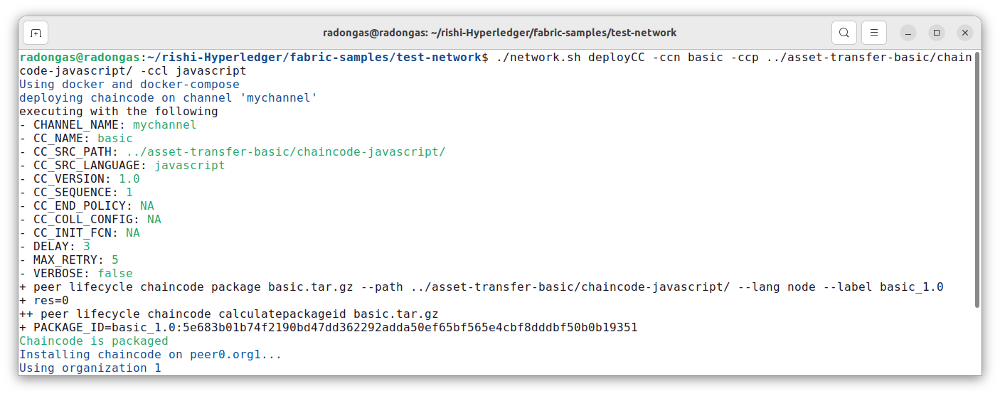 radongas@radongas: ~/rishi-Hyperledger/fabric-samples/test-network
radongas@radongas:~/rishi-Hyperledger/fabric-samples/test-network$ ./network.sh deployCC -ccn basic -ccp ../asset-transfer-basic/chain
code-javascript/ -ccl javascript
Using docker and docker-compose
deploying chaincode on channel 'mychannel'
executing with the following
- CHANNEL_NAME: mychannel
- CC_NAME: basic
- CC_SRC_PATH: ../asset-transfer-basic/chaincode-javascript/
- CC_SRC_LANGUAGE: javascript
- CC_VERSION: 1.0
- CC_SEQUENCE: 1
- CC_END_POLICY: NA
- CC_COLL_CONFIG: NA
- CC_INIT_FCN: NA
- DELAY: 3
- MAX_RETRY: 5
- VERBOSE: false
+ peer lifecycle chaincode package basic.tar.gz --path ../asset-transfer-basic/chaincode-javascript/ --lang node --label basic_1.0
+ res=0
++ peer lifecycle chaincode calculatepackageid basic.tar.gz
+ PACKAGE_ID=basic_1.0:5e683b01b74f2190bd47dd362292adda50ef65bf565e4cbf8dddbf50b0b19351
Chaincode is packaged
Installing chaincode on peer0.org1...
Using organization 1